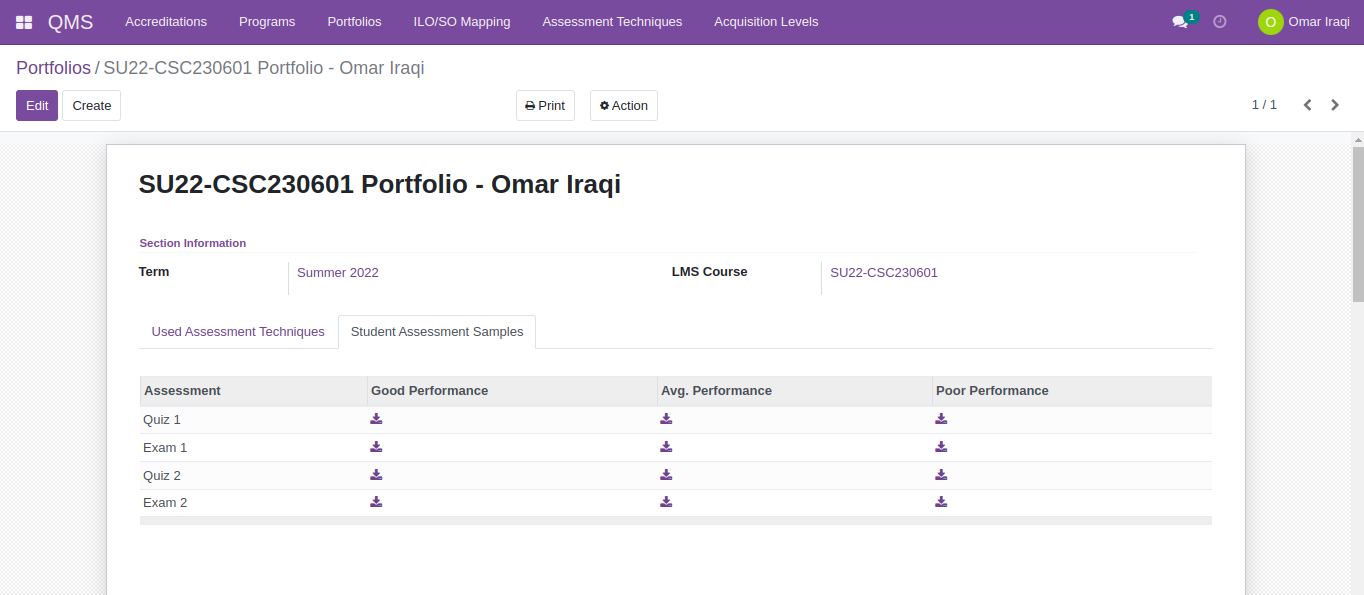 QMS Accreditations Programs Portfolios ILO/SO Mapping Assessment Techniques Acquisition Levels 1 O Omar Iraqi
Portfolios / SU22-CSC230601 Portfolio - Omar Iraqi
Edit Create Print Action 1 / 1
SU22-CSC230601 Portfolio - Omar Iraqi
Section Information
Term Summer 2022 LMS Course SU22-CSC230601
Used Assessment Techniques Student Assessment Samples
Assessment Good Performance Avg. Performance Poor Performance
Quiz 1
Exam 1
Quiz 2
Exam 2